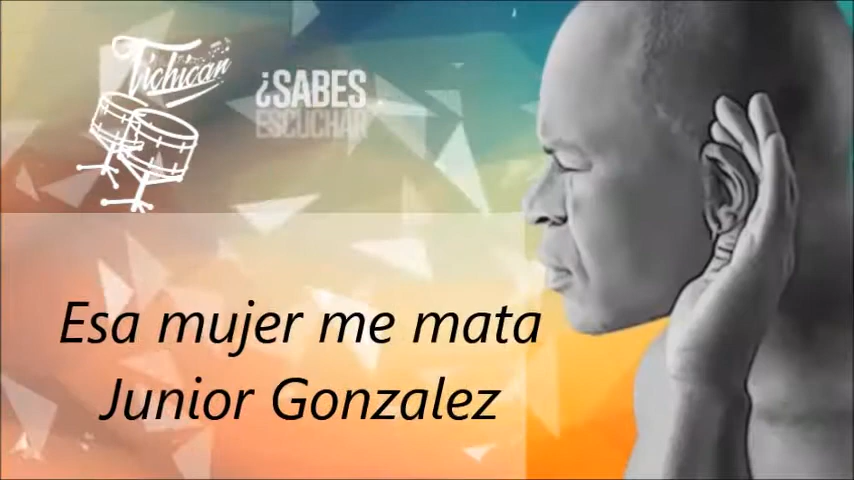 Tichican
¿SABES
ESCUCHAR
Esa mujer me mata
Junior Gonzalez